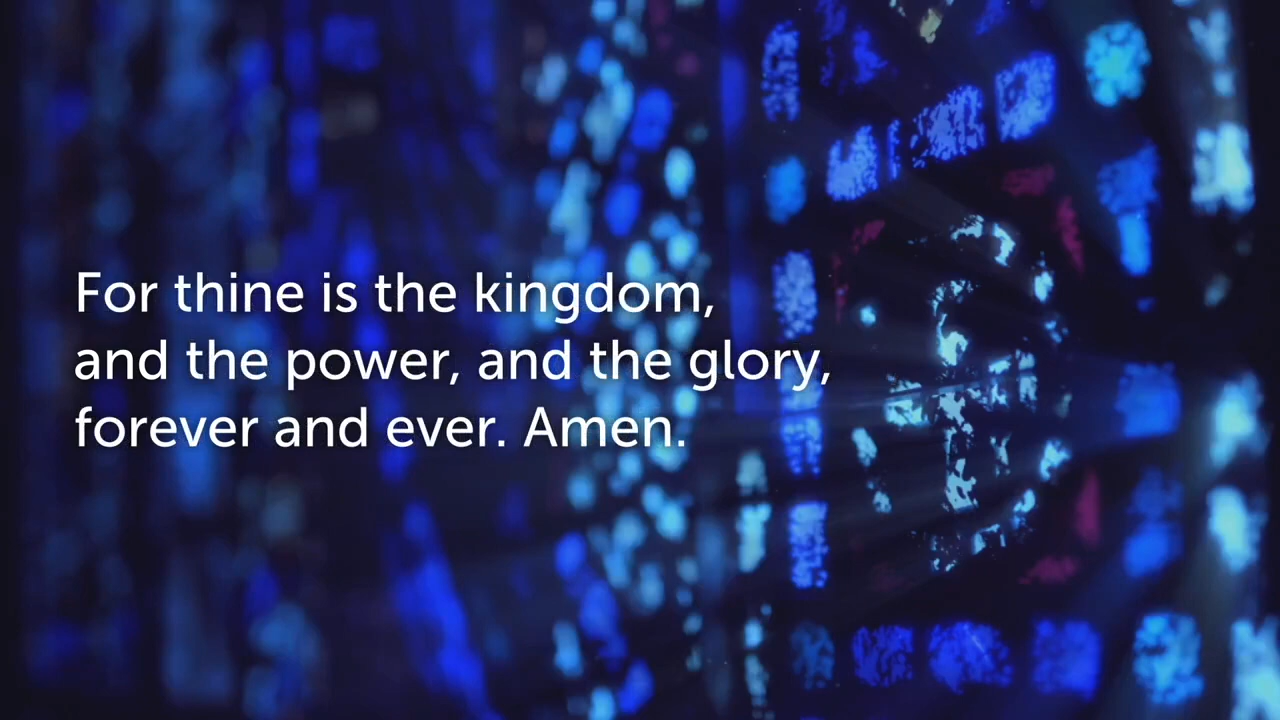 For thine is the kingdom,
and the power, and the glory,
forever and ever. Amen.